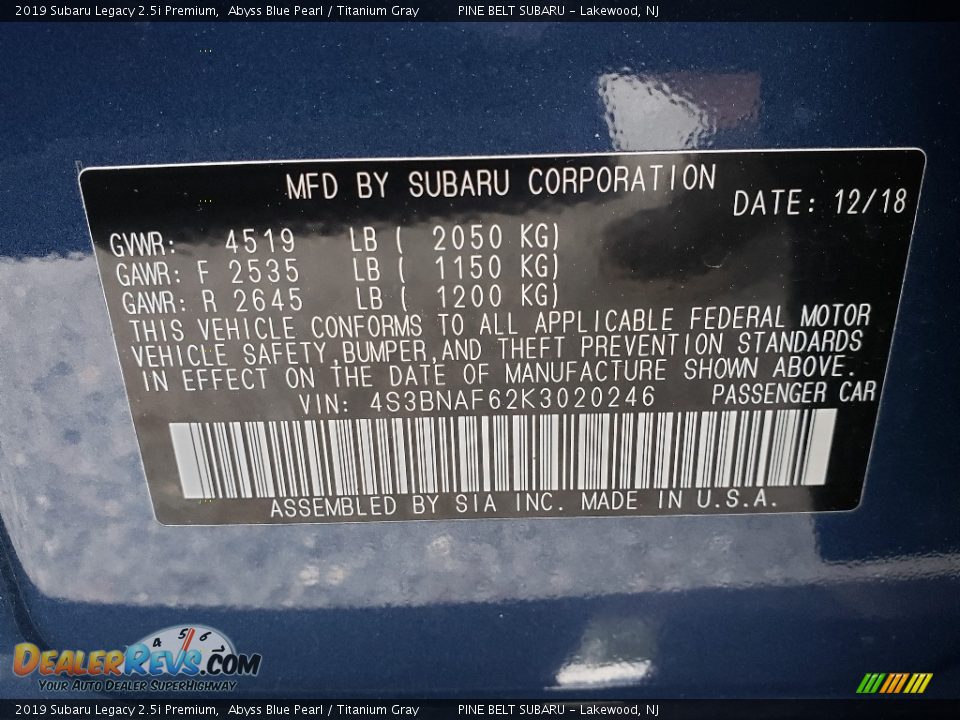 2019 Subaru Legacy 2.5i Premium,  Abyss Blue Pearl / Titanium Gray        PINE BELT SUBARU - Lakewood, NJ
MFD BY SUBARU CORPORATION
DATE: 12/18
GVWR: 4519 LB ( 2050 KG)
GAWR: F 2535 LB ( 1150 KG)
GAWR: R 2645 LB ( 1200 KG)
THIS VEHICLE CONFORMS TO ALL APPLICABLE FEDERAL MOTOR
VEHICLE SAFETY,BUMPER,AND THEFT PREVENTION STANDARDS
IN EFFECT ON THE DATE OF MANUFACTURE SHOWN ABOVE.
VIN: 4S3BNAF62K3020246 PASSENGER CAR
ASSEMBLED BY SIA INC. MADE IN U.S.A.
4 5 6
DEALERREVS.COM
YOUR AUTO DEALER SUPERHIGHWAY
2019 Subaru Legacy 2.5i Premium,  Abyss Blue Pearl / Titanium Gray        PINE BELT SUBARU - Lakewood, NJ